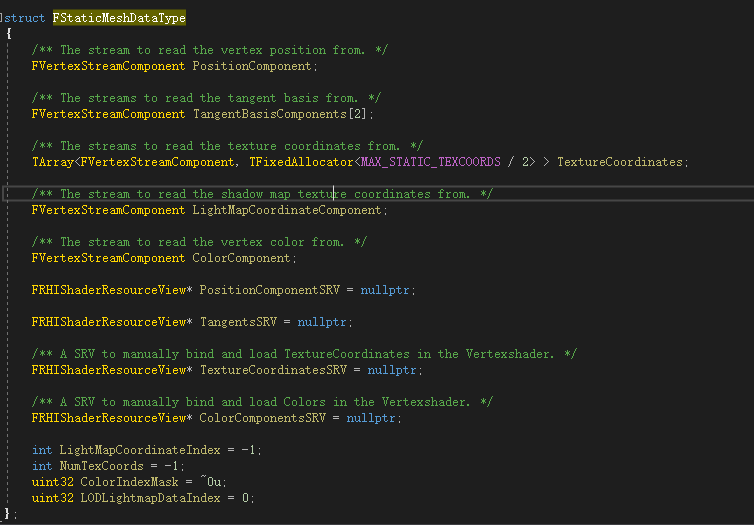 struct FStaticMeshDataType
{
/** The stream to read the vertex position from. */
FVertexStreamComponent PositionComponent;
/** The streams to read the tangent basis from. */
FVertexStreamComponent TangentBasisComponents[2];
/** The streams to read the texture coordinates from. */
TArray<FVertexStreamComponent, TFixedAllocator<MAX_STATIC_TEXCOORDS / 2> > TextureCoordinates;
/** The stream to read the shadow map texture coordinates from. */
FVertexStreamComponent LightMapCoordinateComponent;
/** The stream to read the vertex color from. */
FVertexStreamComponent ColorComponent;
FRHIShaderResourceView* PositionComponentSRV = nullptr;
FRHIShaderResourceView* TangentsSRV = nullptr;
/** A SRV to manually bind and load TextureCoordinates in the Vertexshader. */
FRHIShaderResourceView* TextureCoordinatesSRV = nullptr;
/** A SRV to manually bind and load Colors in the Vertexshader. */
FRHIShaderResourceView* ColorComponentsSRV = nullptr;
int LightMapCoordinateIndex = -1;
int NumTexCoords = -1;
uint32 ColorIndexMask = ~0u;
uint32 LODLightmapDataIndex = 0;
};